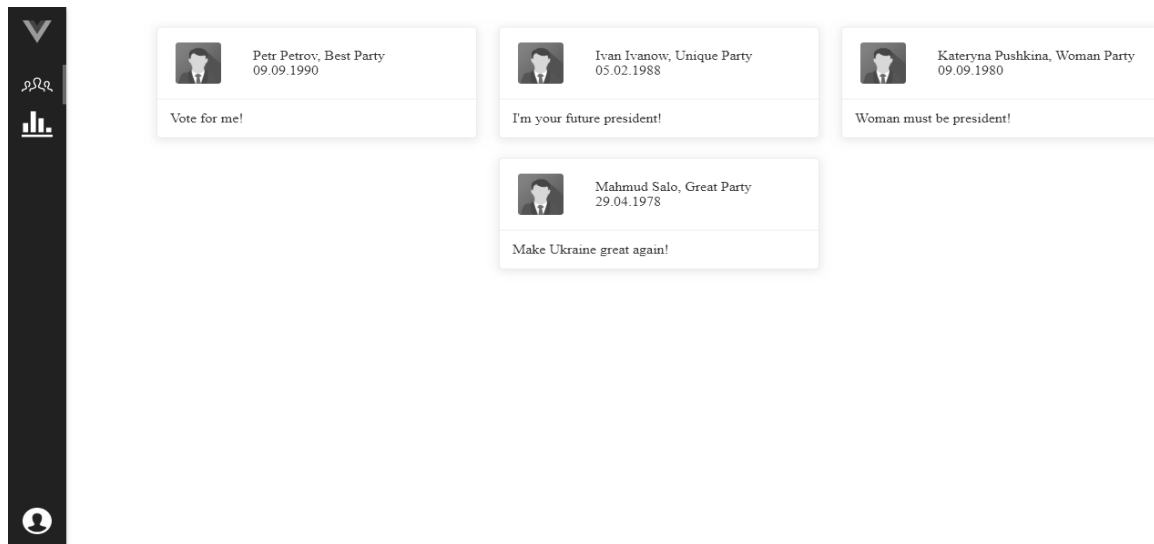 Petr Petrov, Best Party
09.09.1990
Vote for me!
Ivan Ivanow, Unique Party
05.02.1988
I'm your future president!
Kateryna Pushkina, Woman Party
09.09.1980
Woman must be president!
Mahmud Salo, Great Party
29.04.1978
Make Ukraine great again!